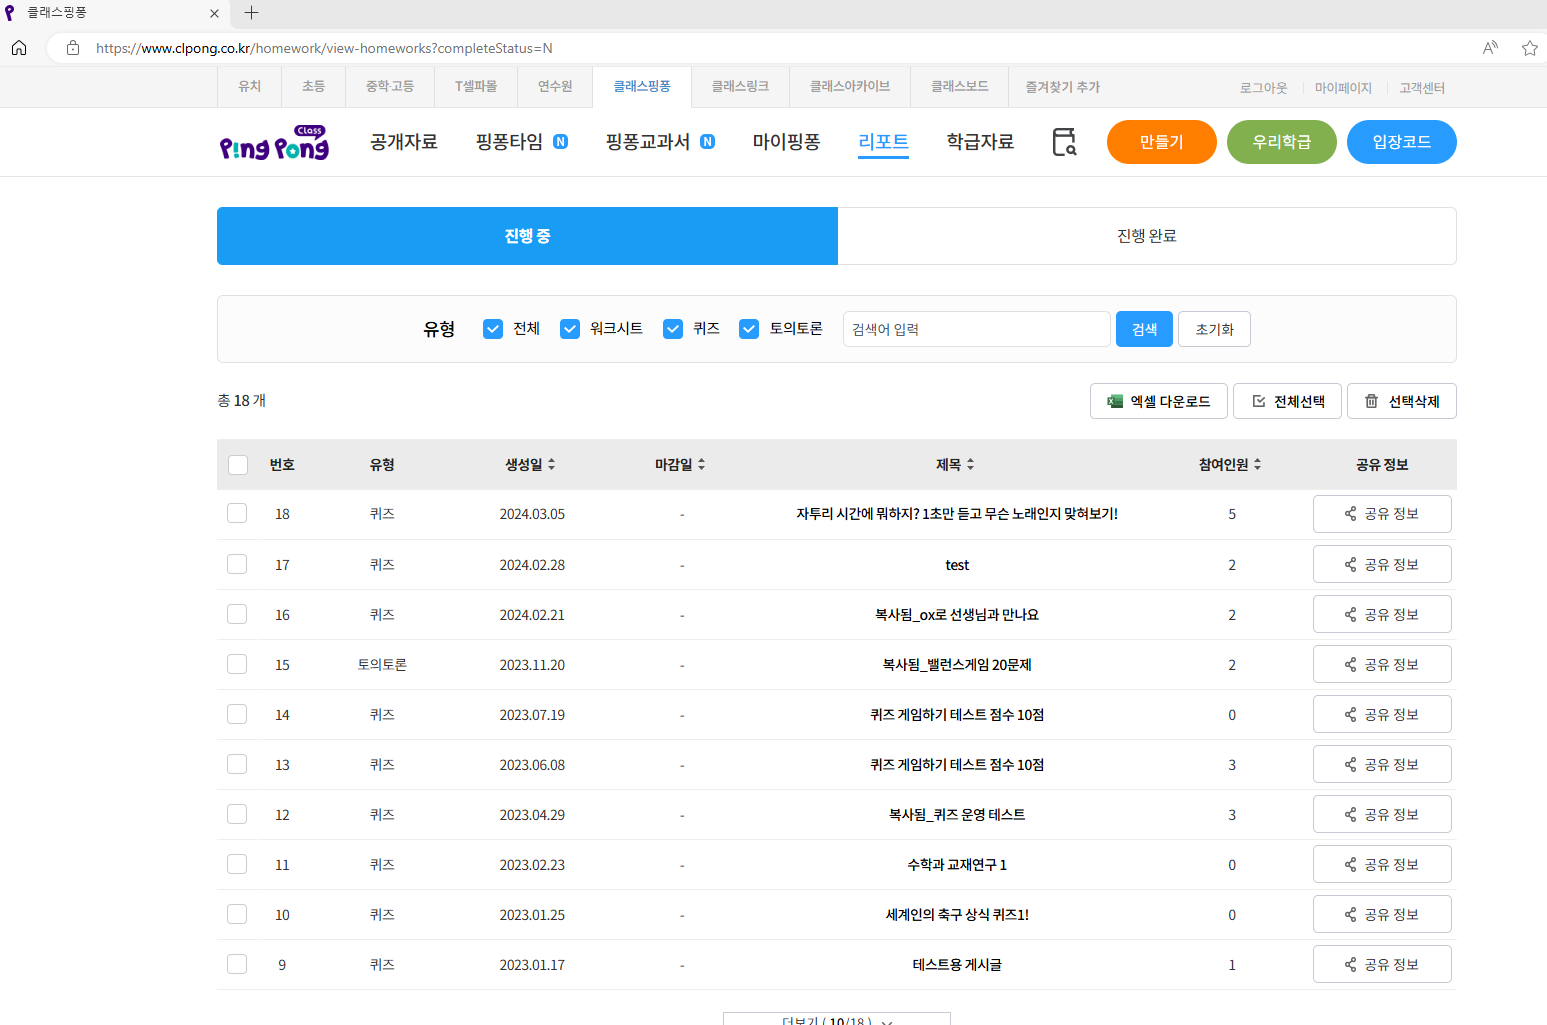 클래스핑퐁
https://www.clpong.co.kr/homework/view-homeworks?completeStatus=N
유치 초등 중학·고등 T셀파몰 연수원 클래스핑퐁 클래스링크 클래스아카이브 클래스보드 즐겨찾기 추가 로그아웃 마이페이지 고객센터
Class
Ping Pong 공개자료 핑퐁타임 N 핑퐁교과서 N 마이핑퐁 리포트 학급자료 만들기 우리학급 입장코드
진행 중 진행 완료
유형 전체 워크시트 퀴즈 토의토론 검색어 입력 검색 초기화
총 18 개 엑셀 다운로드 전체선택 선택삭제
번호 유형 생성일 마감일 제목 참여인원 공유 정보
18 퀴즈 2024.03.05 - 자투리 시간에 뭐하지? 1초만 듣고 무슨 노래인지 맞혀보기! 5 공유 정보
17 퀴즈 2024.02.28 - test 2 공유 정보
16 퀴즈 2024.02.21 - 복사됨_ox로 선생님과 만나요 2 공유 정보
15 토의토론 2023.11.20 - 복사됨_밸런스게임 20문제 2 공유 정보
14 퀴즈 2023.07.19 - 퀴즈 게임하기 테스트 점수 10점 0 공유 정보
13 퀴즈 2023.06.08 - 퀴즈 게임하기 테스트 점수 10점 3 공유 정보
12 퀴즈 2023.04.29 - 복사됨_퀴즈 운영 테스트 3 공유 정보
11 퀴즈 2023.02.23 - 수학과 교재연구 1 0 공유 정보
10 퀴즈 2023.01.25 - 세계인의 축구 상식 퀴즈1! 0 공유 정보
9 퀴즈 2023.01.17 - 테스트용 게시글 1 공유 정보
더보기 ( 10/18 )